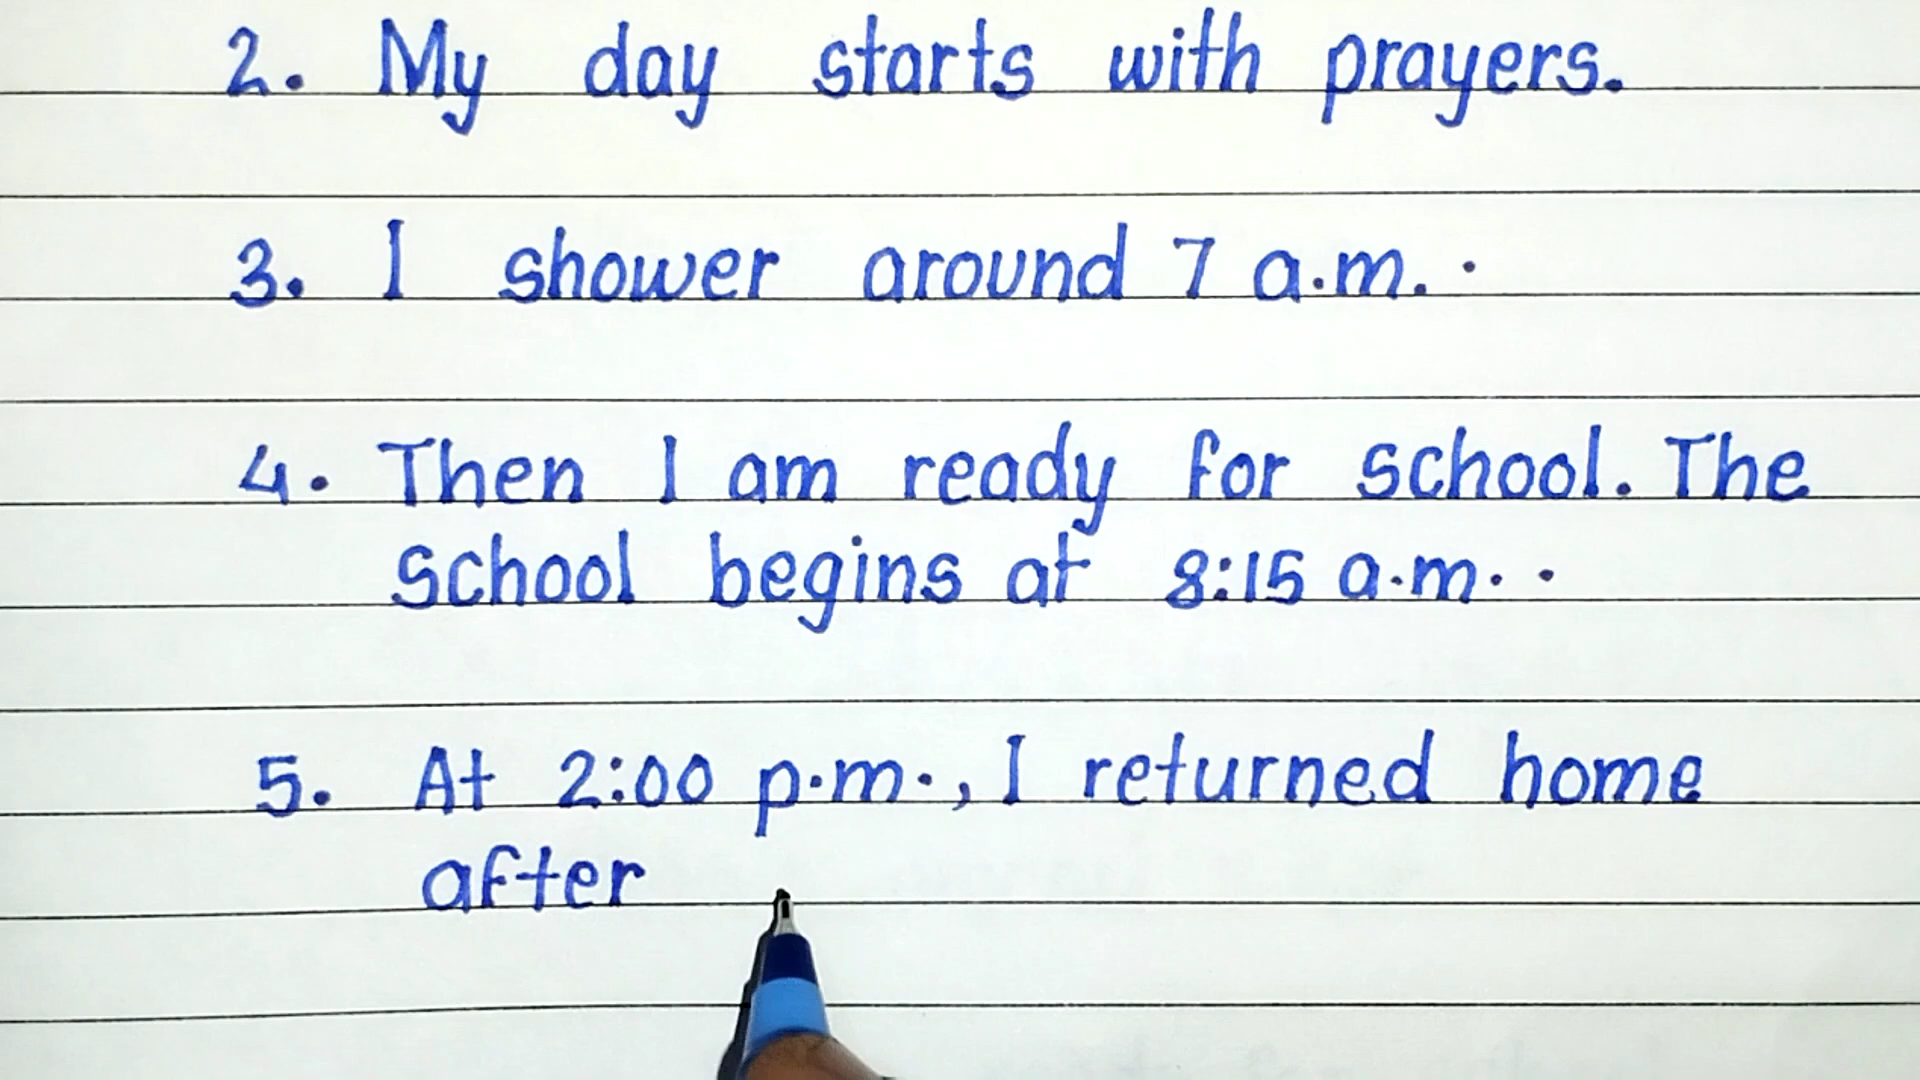 2. My day starts with prayers.
3. I shower around 7 a.m. .
4. Then I am ready for school. The
school begins at 8:15 a.m. .
5. At 2:00 p.m., I returned home
after